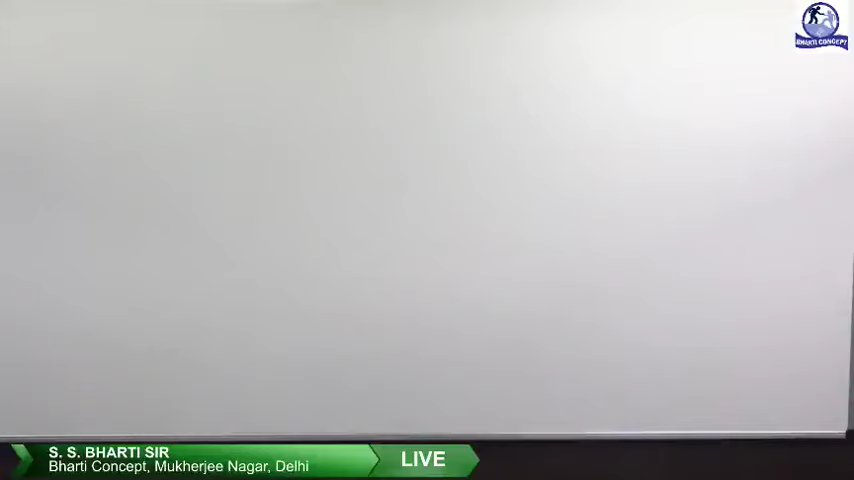 BHARTI CONCEPT
S. S. BHARTI SIR
Bharti Concept, Mukherjee Nagar, Delhi
LIVE